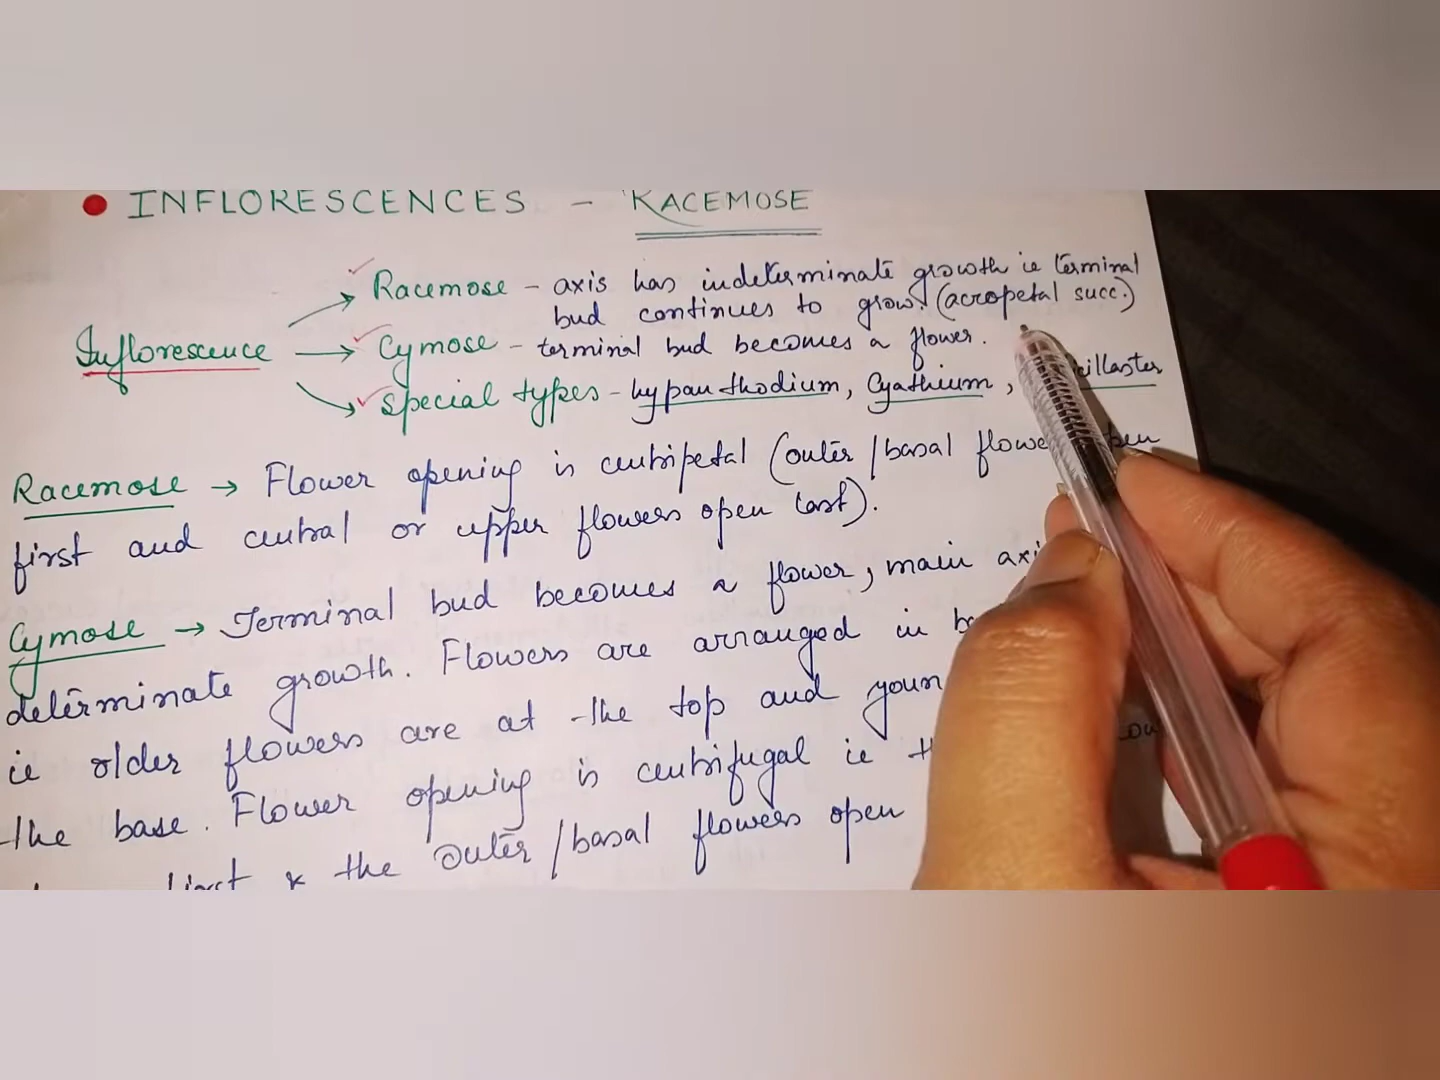 INFLORESCENCES - RACEMOSE
Racemose - axis has indeterminate growth ie terminal
bud continues to grow. (acropetal succ.)
Inflorescence
Cymose - terminal bud becomes a flower.
Special types - hypanthodium, Cyathium,
Racemose → Flower opening is centripetal (outer/basal
first and central or upper flowers open last).
Cymose → Terminal bud becomes a flower, main
determinate growth. Flowers are arranged in
ie older flowers are at the top and
the base. Flower opening is centrifugal ie
first & the outer/basal flowers open